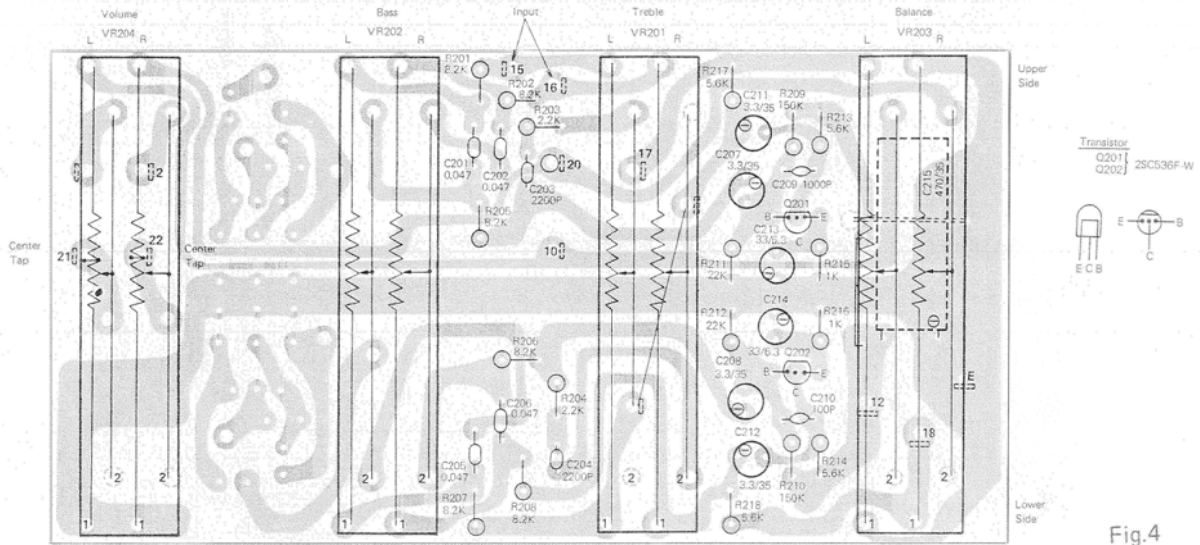 Volume
VR204
L R
Bass
VR202
L R
Input
Treble
VR201
L R
Balance
VR203
L R
Upper
Side
R201
8.2K
15
16
R202
8.2K
R203
2.2K
C201
0.047
C202
0.047
C203
2200P
20
17
R205
8.2K
10
R217
5.6K
C211
3.3/35
R209
150K
R213
5.6K
C207
3.3/35
C209 1000P
Q201
B E
C
C213
33/6.3
R211
22K
R215
1K
C215
470/35
2
Center
Tap
21
22
Center
Tap
R212
22K
C214
33/6.3
R216
1K
C208
3.3/35
Q202
B E
C
C210
100P
R206
8.2K
R204
2.2K
C206
0.047
C205
0.047
C204
2200P
R207
8.2K
R208
8.2K
C212
3.3/35
R210
150K
R214
5.6K
R218
5.6K
12
18
E
2 2
1 1
2 2
1 1
2 2
1 1
2 2
1 1
Lower
Side
Transistor
Q201
Q202
2SC536F-W
E C B
E B
C
Fig.4